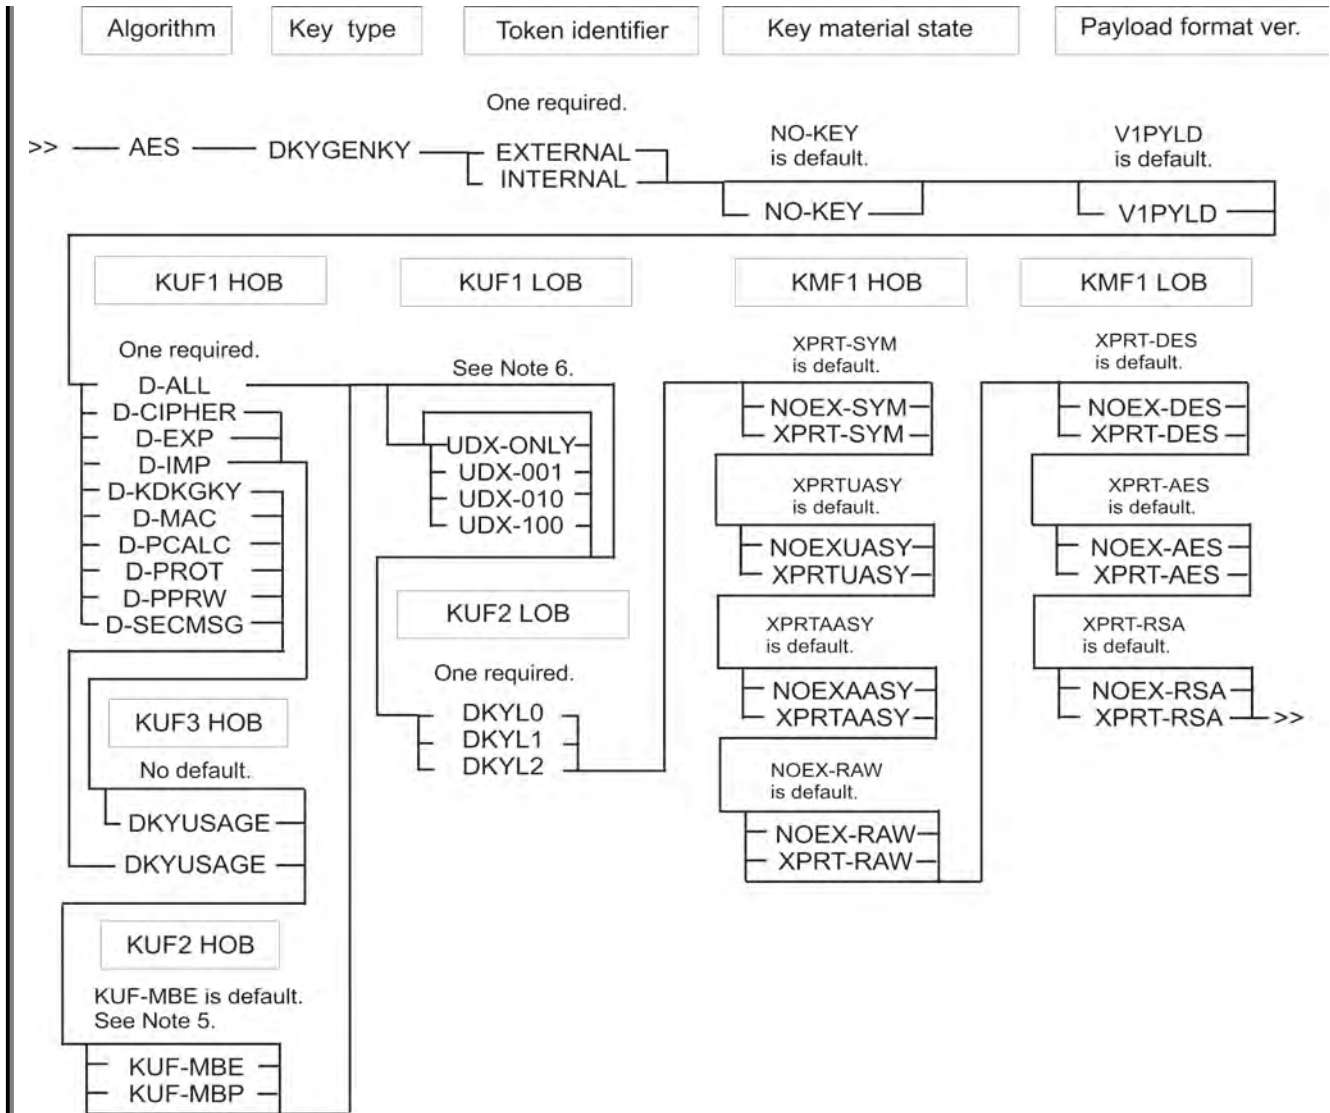 Algorithm
Key type
Token identifier
Key material state
Payload format ver.
One required.
NO-KEY
is default.
V1PYLD
is default.
>>
AES
DKYGENKY
EXTERNAL
INTERNAL
NO-KEY
V1PYLD
KUF1 HOB
KUF1 LOB
KMF1 HOB
KMF1 LOB
One required.
D-ALL
D-CIPHER
D-EXP
D-IMP
D-KDKGKY
D-MAC
D-PCALC
D-PROT
D-PPRW
D-SECMSG
KUF3 HOB
No default.
DKYUSAGE
DKYUSAGE
KUF2 HOB
KUF-MBE is default.
See Note 5.
KUF-MBE
KUF-MBP
See Note 6.
UDX-ONLY
UDX-001
UDX-010
UDX-100
KUF2 LOB
One required.
DKYL0
DKYL1
DKYL2
XPRT-SYM
is default.
NOEX-SYM
XPRT-SYM
XPRTUASY
is default.
NOEXUASY
XPRTUASY
XPRTAASY
is default.
NOEXAASY
XPRTAASY
NOEX-RAW
is default.
NOEX-RAW
XPRT-RAW
XPRT-DES
is default.
NOEX-DES
XPRT-DES
XPRT-AES
is default.
NOEX-AES
XPRT-AES
XPRT-RSA
is default.
NOEX-RSA
XPRT-RSA
>>